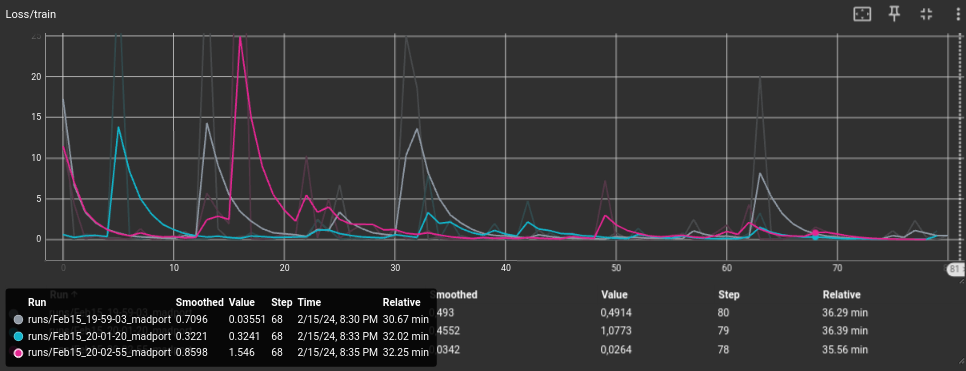 Loss/train
25
20
15
10
5
0
0 10 20 30 40 50 60 70 81
Run ↑ Smoothed Value Step Relative
493 0,4914 80 36.29 min
4552 1,0773 79 36.39 min
0342 0,0264 78 35.56 min
Run Smoothed Value Step Time Relative
runs/Feb15_19-59-03_madport 0.7096 0.03551 68 2/15/24, 8:30 PM 30.67 min
runs/Feb15_20-01-20_madport 0.3221 0.3241 68 2/15/24, 8:33 PM 32.02 min
runs/Feb15_20-02-55_madport 0.8598 1.546 68 2/15/24, 8:35 PM 32.25 min